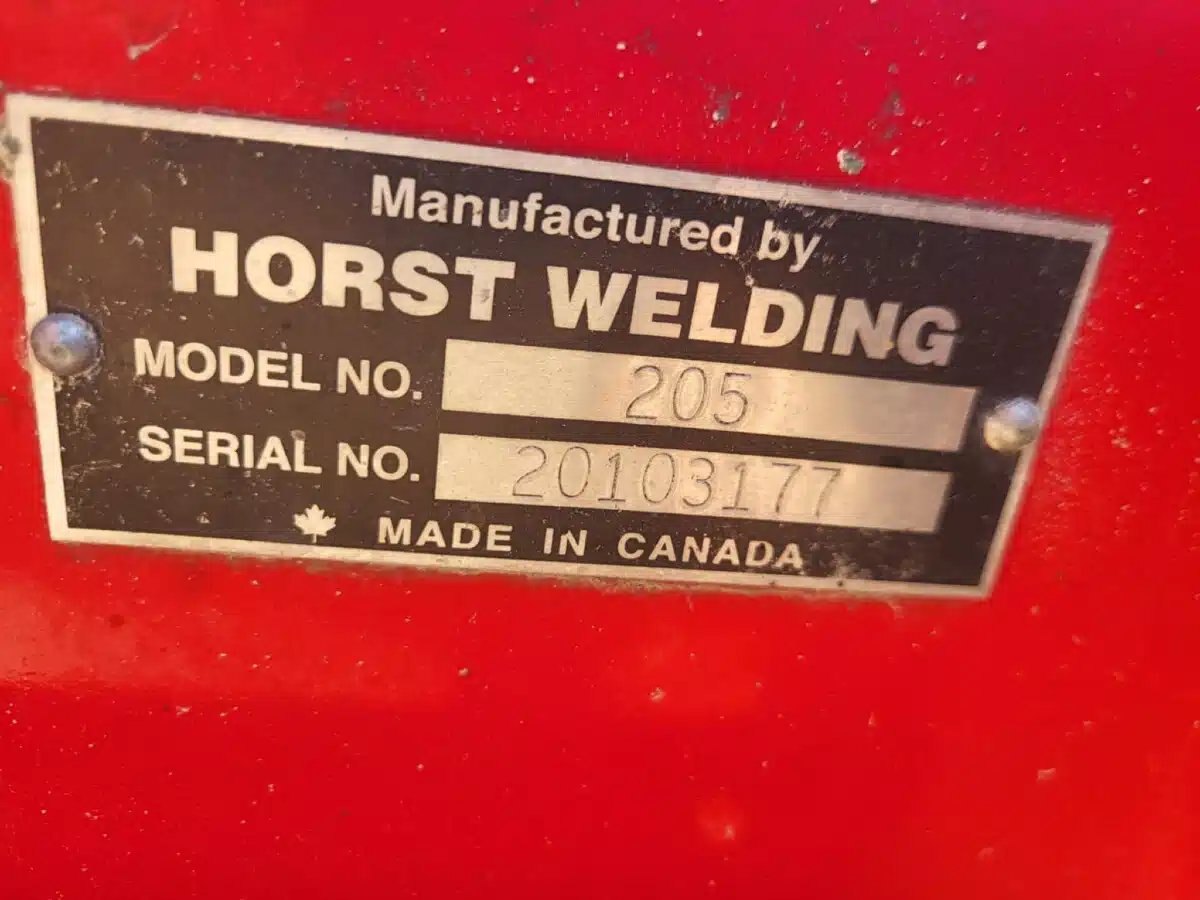 Manufactured by
HORST WELDING
MODEL NO. 205
SERIAL NO. 20103177
MADE IN CANADA